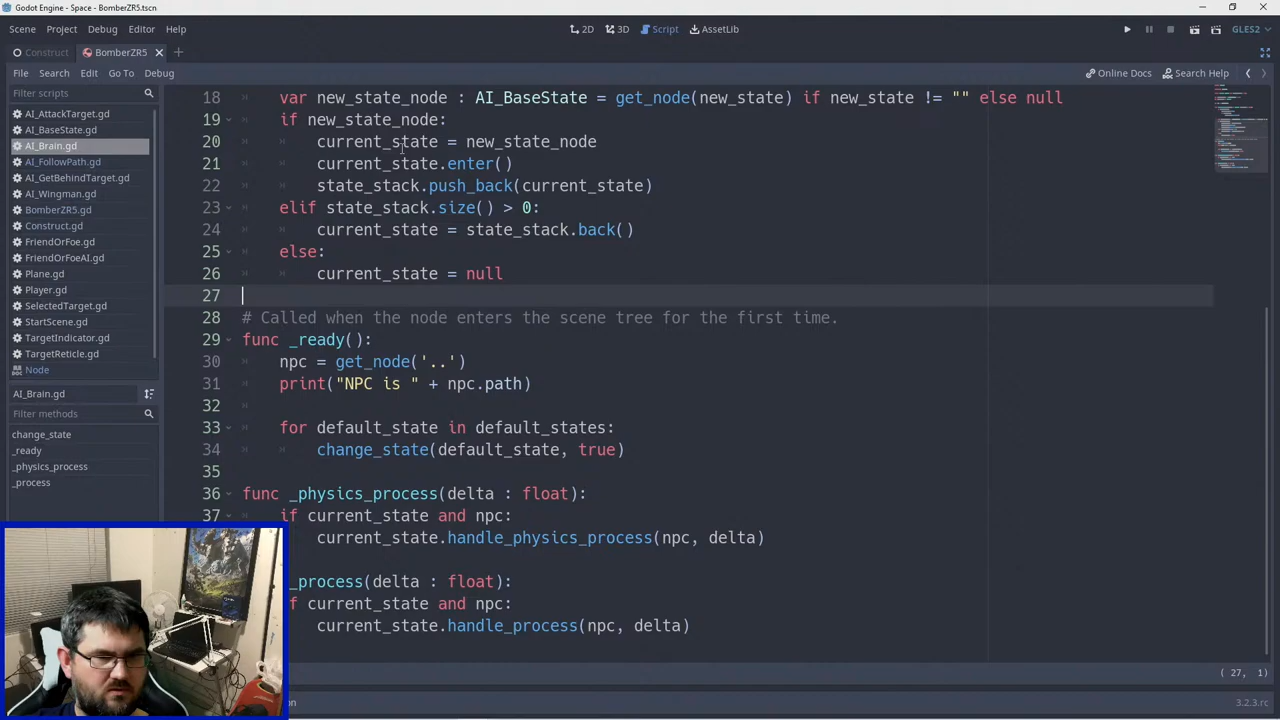 Godot Engine - Space - BomberZR5.tscn
Scene Project Debug Editor Help
2D 3D Script AssetLib
GLES2
Construct BomberZR5
File Search Edit Go To Debug
Online Docs Search Help
Filter scripts
AI_AttackTarget.gd
AI_BaseState.gd
AI_Brain.gd
AI_FollowPath.gd
AI_GetBehindTarget.gd
AI_Wingman.gd
BomberZR5.gd
Construct.gd
FriendOrFoe.gd
FriendOrFoeAI.gd
Plane.gd
Player.gd
SelectedTarget.gd
StartScene.gd
TargetIndicator.gd
TargetReticle.gd
Node
AI_Brain.gd
Filter methods
change_state
_ready
_physics_process
_process
18 var new_state_node : AI_BaseState = get_node(new_state) if new_state != "" else null
19 if new_state_node:
20 current_state = new_state_node
21 current_state.enter()
22 state_stack.push_back(current_state)
23 elif state_stack.size() > 0:
24 current_state = state_stack.back()
25 else:
26 current_state = null
27
28 # Called when the node enters the scene tree for the first time.
29 func _ready():
30 npc = get_node('..')
31 print("NPC is " + npc.path)
32
33 for default_state in default_states:
34 change_state(default_state, true)
35
36 func _physics_process(delta : float):
37 if current_state and npc:
current_state.handle_physics_process(npc, delta)
_process(delta : float):
f current_state and npc:
current_state.handle_process(npc, delta)
( 27, 1)
3.2.3.rc